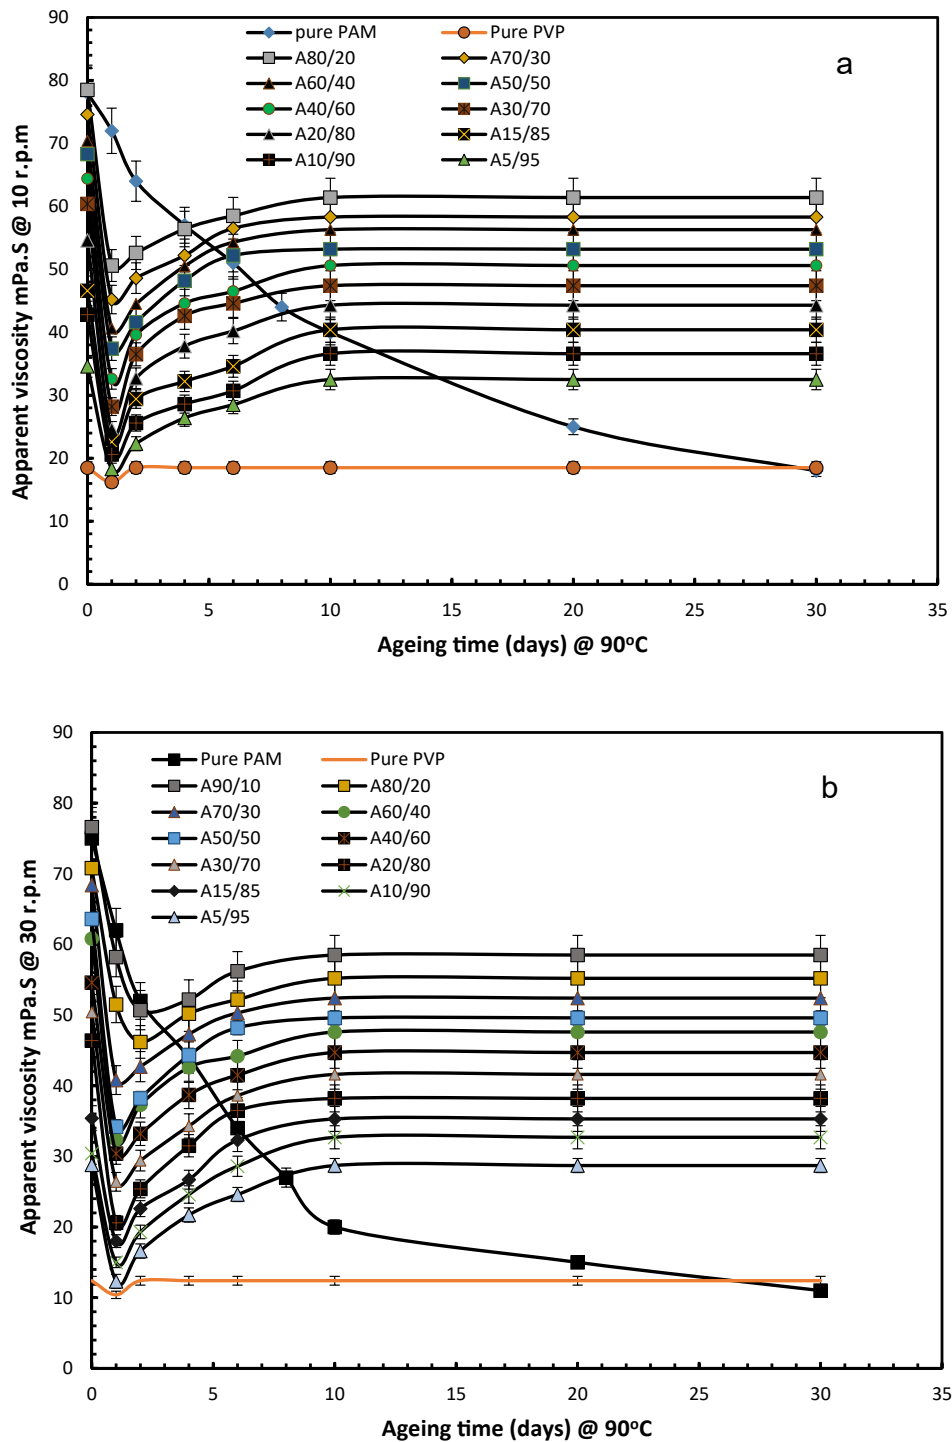 90
80
70
60
50
40
30
20
10
0
Apparent viscosity mPa.S @ 10 r.p.m
pure PAM Pure PVP
A80/20 A70/30
A60/40 A50/50
A40/60 A30/70
A20/80 A15/85
A10/90 A5/95
a
0 5 10 15 20 25 30 35
Ageing time (days) @ 90°C
90
80
70
60
50
40
30
20
10
0
Apparent viscosity mPa.S @ 30 r.p.m
Pure PAM Pure PVP
A90/10 A80/20
A70/30 A60/40
A50/50 A40/60
A30/70 A20/80
A15/85 A10/90
A5/95
b
0 5 10 15 20 25 30 35
Ageing time (days) @ 90°C